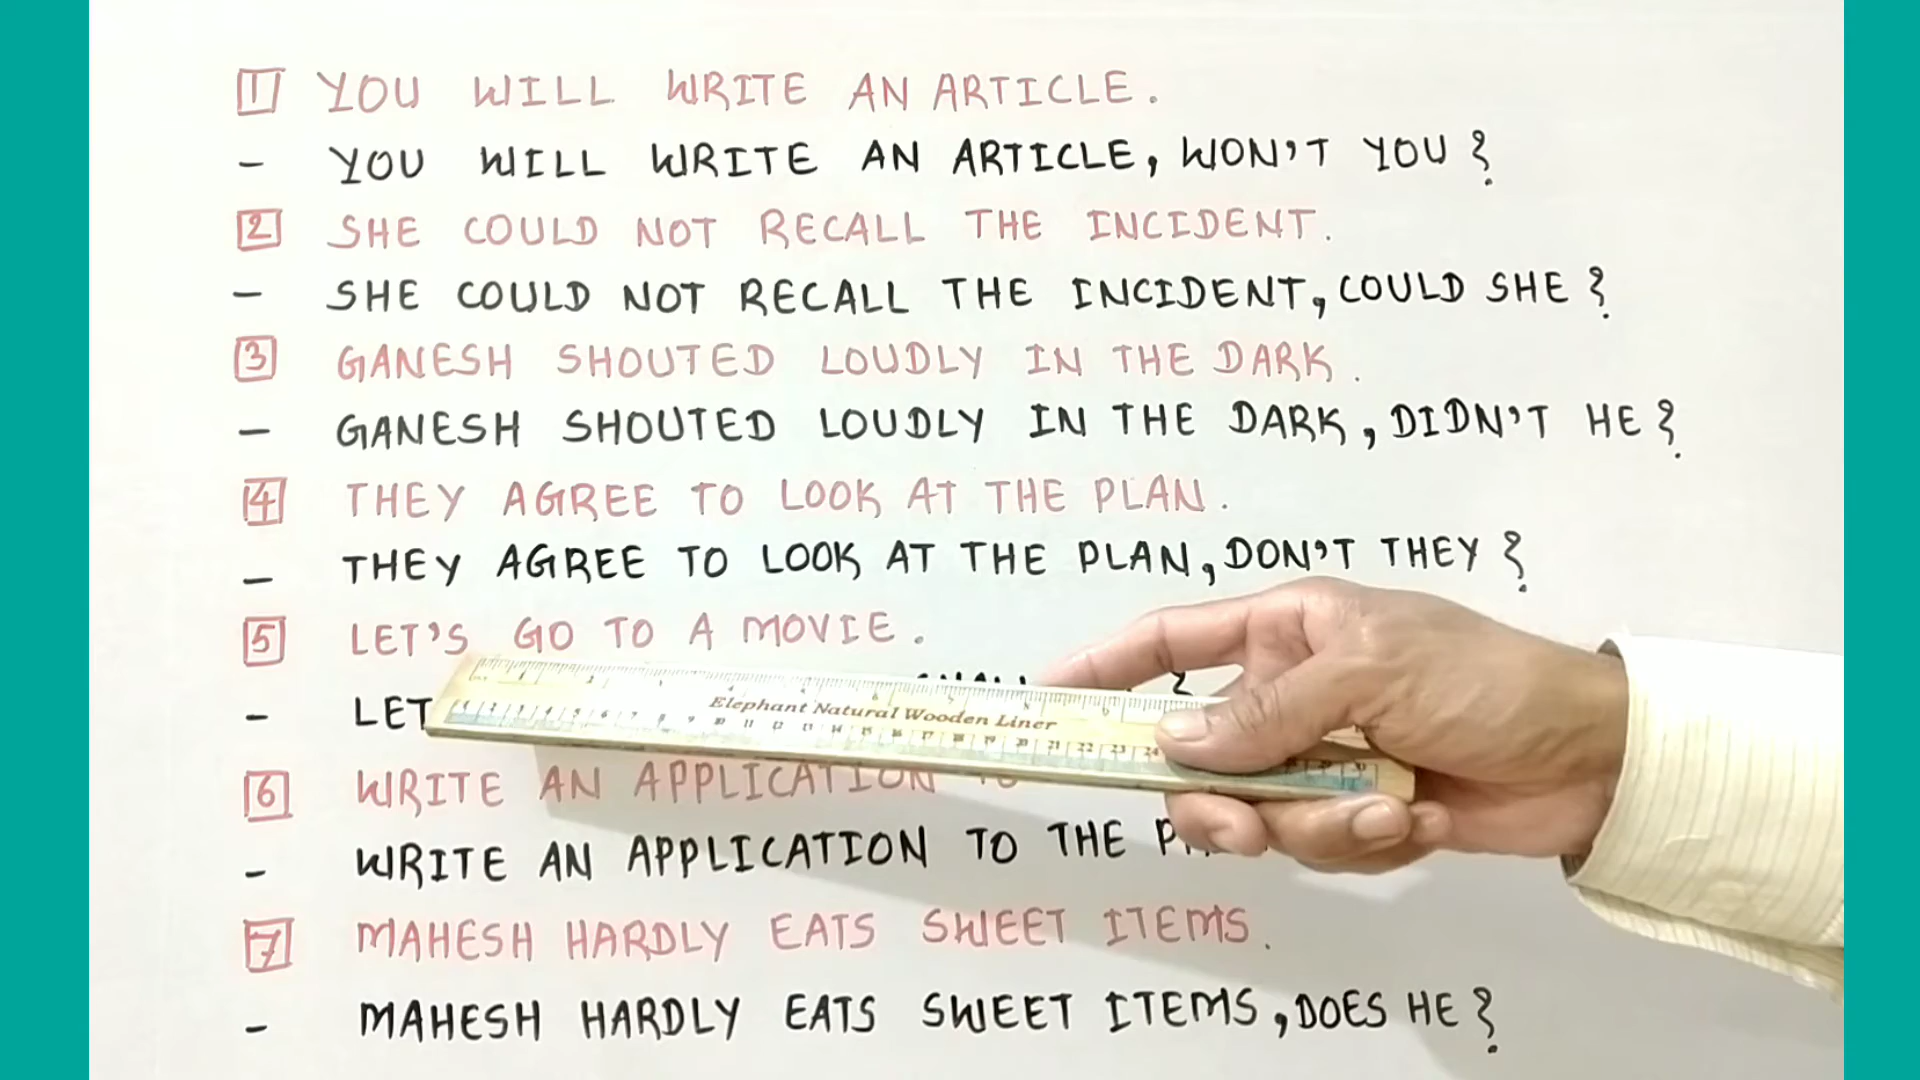 1 YOU WILL WRITE AN ARTICLE.
- YOU WILL WRITE AN ARTICLE, WON'T YOU?
2 SHE COULD NOT RECALL THE INCIDENT.
- SHE COULD NOT RECALL THE INCIDENT, COULD SHE?
3 GANESH SHOUTED LOUDLY IN THE DARK.
- GANESH SHOUTED LOUDLY IN THE DARK, DIDN'T HE?
4 THEY AGREE TO LOOK AT THE PLAN.
- THEY AGREE TO LOOK AT THE PLAN, DON'T THEY?
5 LET'S GO TO A MOVIE.
- LET
Elephant Natural Wooden Liner
6 WRITE AN APPLICATION TO
- WRITE AN APPLICATION TO THE
7 MAHESH HARDLY EATS SWEET ITEMS.
- MAHESH HARDLY EATS SWEET ITEMS, DOES HE?